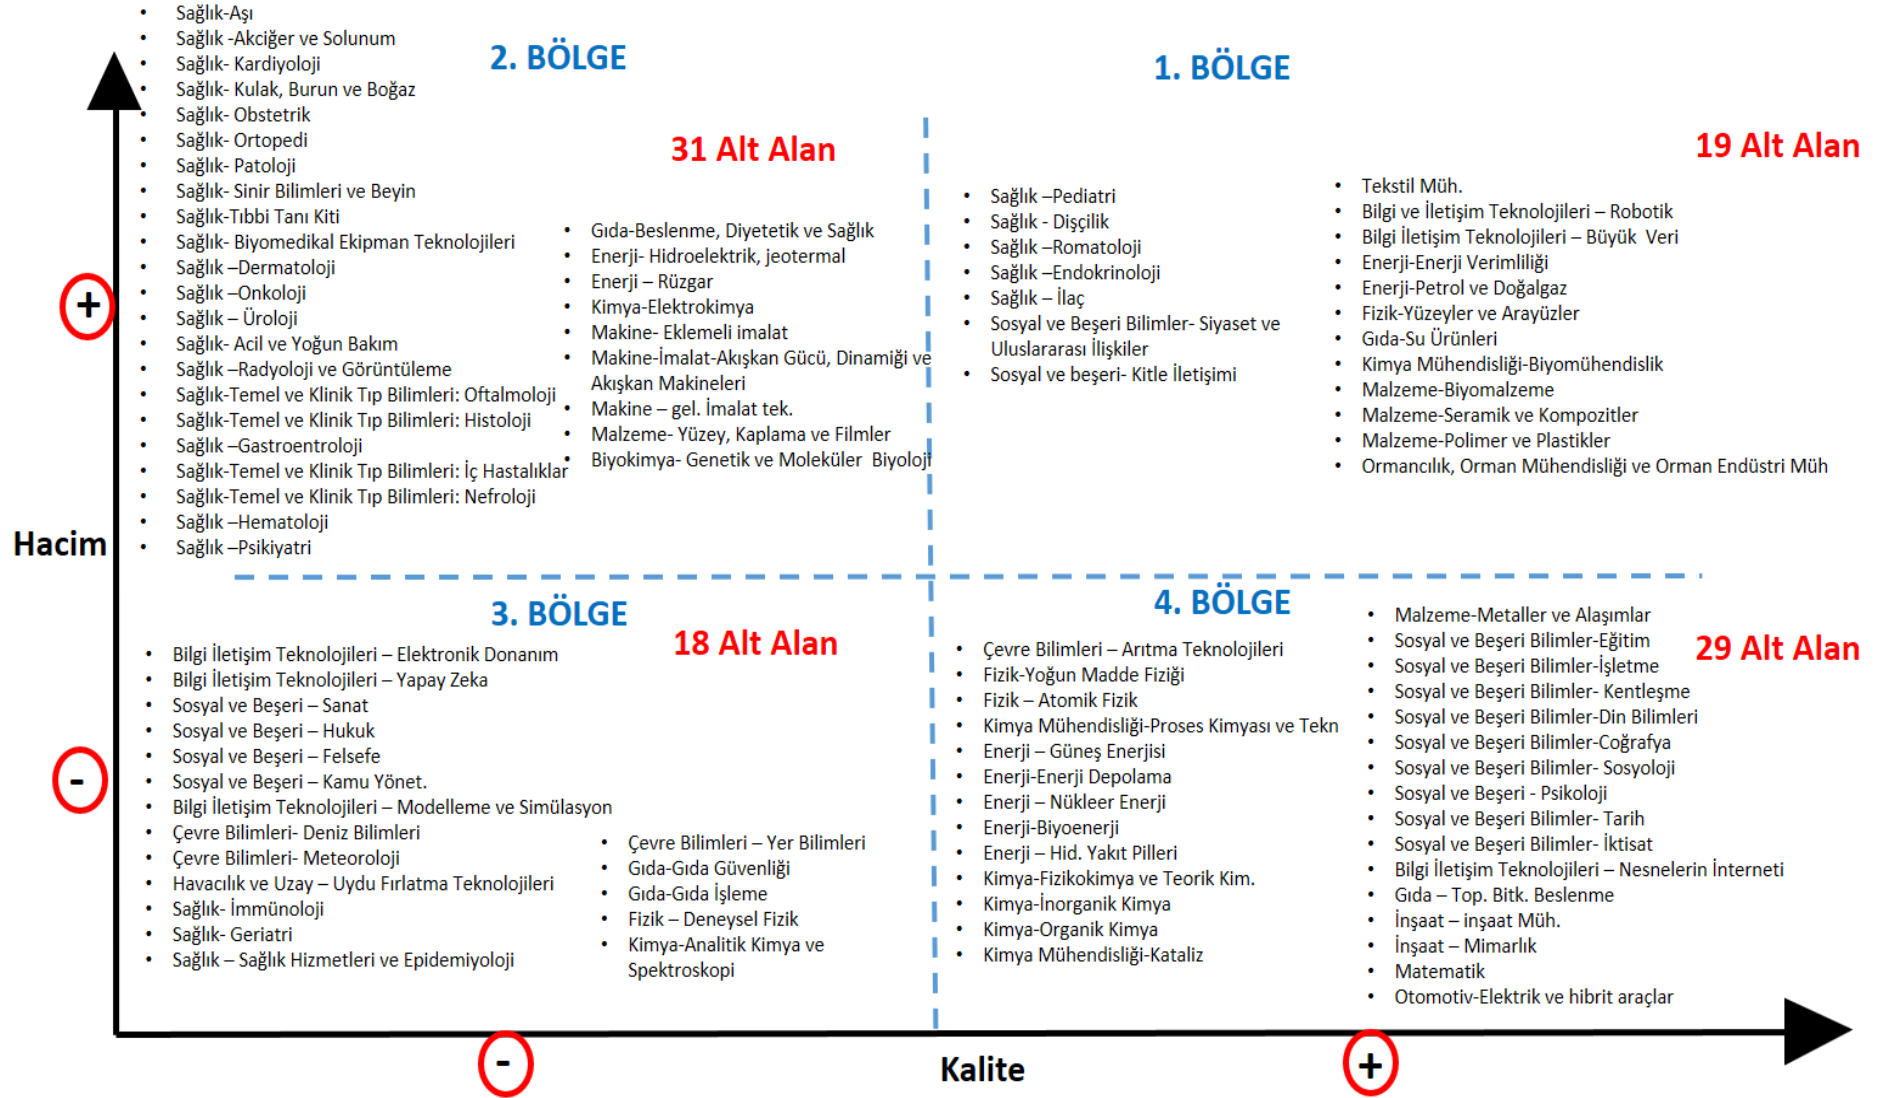 2. BÖLGE
31 Alt Alan
• Sağlık-Aşı
• Sağlık -Akciğer ve Solunum
• Sağlık- Kardiyoloji
• Sağlık- Kulak, Burun ve Boğaz
• Sağlık- Obstetrik
• Sağlık- Ortopedi
• Sağlık- Patoloji
• Sağlık- Sinir Bilimleri ve Beyin
• Sağlık-Tıbbi Tanı Kiti
• Sağlık- Biyomedikal Ekipman Teknolojileri
• Sağlık –Dermatoloji
• Sağlık –Onkoloji
• Sağlık – Üroloji
• Sağlık- Acil ve Yoğun Bakım
• Sağlık –Radyoloji ve Görüntüleme
• Sağlık-Temel ve Klinik Tıp Bilimleri: Oftalmoloji
• Sağlık-Temel ve Klinik Tıp Bilimleri: Histoloji
• Sağlık –Gastroentroloji
• Sağlık-Temel ve Klinik Tıp Bilimleri: İç Hastalıklar
• Sağlık-Temel ve Klinik Tıp Bilimleri: Nefroloji
• Sağlık –Hematoloji
• Sağlık –Psikiyatri
• Gıda-Beslenme, Diyetetik ve Sağlık
• Enerji- Hidroelektrik, jeotermal
• Enerji – Rüzgar
• Kimya-Elektrokimya
• Makine- Eklemeli imalat
• Makine-İmalat-Akışkan Gücü, Dinamiği ve
Akışkan Makineleri
• Makine – gel. İmalat tek.
• Malzeme- Yüzey, Kaplama ve Filmler
• Biyokimya- Genetik ve Moleküler Biyoloji
1. BÖLGE
19 Alt Alan
• Sağlık –Pediatri
• Sağlık - Dişçilik
• Sağlık –Romatoloji
• Sağlık –Endokrinoloji
• Sağlık – İlaç
• Sosyal ve Beşeri Bilimler- Siyaset ve
Uluslararası İlişkiler
• Sosyal ve beşeri- Kitle İletişimi
• Tekstil Müh.
• Bilgi ve İletişim Teknolojileri – Robotik
• Bilgi İletişim Teknolojileri – Büyük Veri
• Enerji-Enerji Verimliliği
• Enerji-Petrol ve Doğalgaz
• Fizik-Yüzeyler ve Arayüzler
• Gıda-Su Ürünleri
• Kimya Mühendisliği-Biyomühendislik
• Malzeme-Biyomalzeme
• Malzeme-Seramik ve Kompozitler
• Malzeme-Polimer ve Plastikler
• Ormancılık, Orman Mühendisliği ve Orman Endüstri Müh
+
Hacim
-
3. BÖLGE
18 Alt Alan
• Bilgi İletişim Teknolojileri – Elektronik Donanım
• Bilgi İletişim Teknolojileri – Yapay Zeka
• Sosyal ve Beşeri – Sanat
• Sosyal ve Beşeri – Hukuk
• Sosyal ve Beşeri – Felsefe
• Sosyal ve Beşeri – Kamu Yönet.
• Bilgi İletişim Teknolojileri – Modelleme ve Simülasyon
• Çevre Bilimleri- Deniz Bilimleri
• Çevre Bilimleri- Meteoroloji
• Havacılık ve Uzay – Uydu Fırlatma Teknolojileri
• Sağlık- İmmünoloji
• Sağlık- Geriatri
• Sağlık – Sağlık Hizmetleri ve Epidemiyoloji
• Çevre Bilimleri – Yer Bilimleri
• Gıda-Gıda Güvenliği
• Gıda-Gıda İşleme
• Fizik – Deneysel Fizik
• Kimya-Analitik Kimya ve
Spektroskopi
4. BÖLGE
29 Alt Alan
• Çevre Bilimleri – Arıtma Teknolojileri
• Fizik-Yoğun Madde Fiziği
• Fizik – Atomik Fizik
• Kimya Mühendisliği-Proses Kimyası ve Tekn
• Enerji – Güneş Enerjisi
• Enerji-Enerji Depolama
• Enerji – Nükleer Enerji
• Enerji-Biyoenerji
• Enerji – Hid. Yakıt Pilleri
• Kimya-Fizikokimya ve Teorik Kim.
• Kimya-İnorganik Kimya
• Kimya-Organik Kimya
• Kimya Mühendisliği-Kataliz
• Malzeme-Metaller ve Alaşımlar
• Sosyal ve Beşeri Bilimler-Eğitim
• Sosyal ve Beşeri Bilimler-İşletme
• Sosyal ve Beşeri Bilimler- Kentleşme
• Sosyal ve Beşeri Bilimler-Din Bilimleri
• Sosyal ve Beşeri Bilimler-Coğrafya
• Sosyal ve Beşeri Bilimler- Sosyoloji
• Sosyal ve Beşeri - Psikoloji
• Sosyal ve Beşeri Bilimler- Tarih
• Sosyal ve Beşeri Bilimler- İktisat
• Bilgi İletişim Teknolojileri – Nesnelerin İnterneti
• Gıda – Top. Bitk. Beslenme
• İnşaat – inşaat Müh.
• İnşaat – Mimarlık
• Matematik
• Otomotiv-Elektrik ve hibrit araçlar
-
Kalite
+